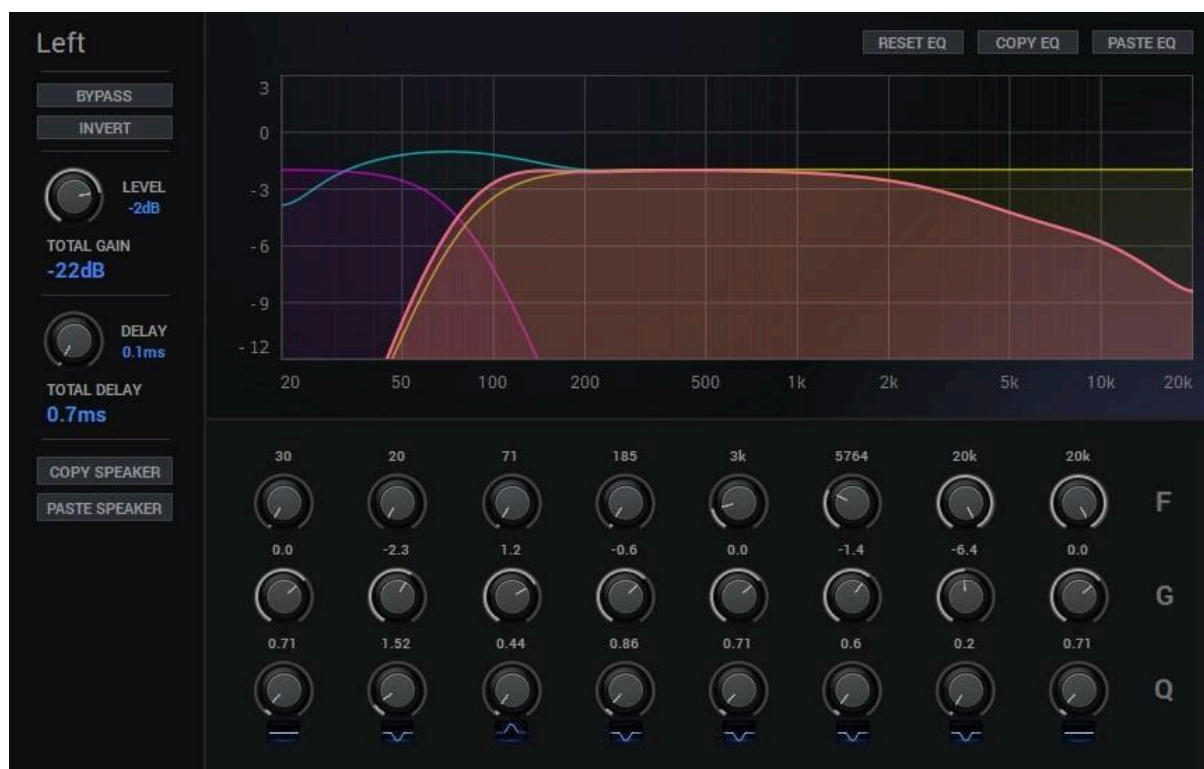 Left
BYPASS
INVERT
LEVEL
-2dB
TOTAL GAIN
-22dB
DELAY
0.1ms
TOTAL DELAY
0.7ms
COPY SPEAKER
PASTE SPEAKER
RESET EQ COPY EQ PASTE EQ
3
0
-3
-6
-9
-12
20 50 100 200 500 1k 2k 5k 10k 20k
30 20 71 185 3k 5764 20k 20k
F
0.0 -2.3 1.2 -0.6 0.0 -1.4 -6.4 0.0
G
0.71 1.52 0.44 0.86 0.71 0.6 0.2 0.71
Q